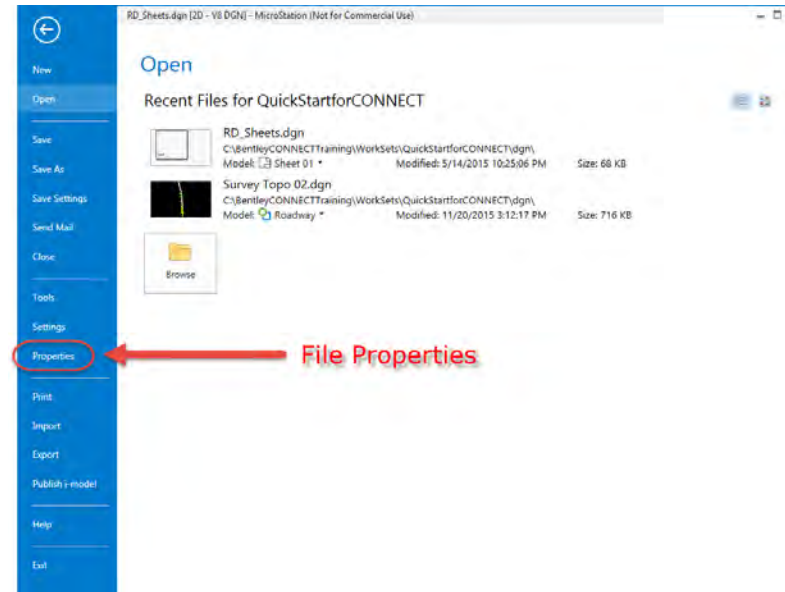 RD_Sheets.dgn [2D - V8 DGN] - MicroStation (Not for Commercial Use)
New
Open
Save
Save As
Save Settings
Send Mail
Close
Tools
Settings
Properties
Print
Import
Export
Publish i-model
Help
Exit
Open
Recent Files for QuickStartforCONNECT
RD_Sheets.dgn
C:\BentleyCONNECTTraining\WorkSets\QuickStartforCONNECT\dgn\
Model: Sheet 01 Modified: 5/14/2015 10:25:06 PM Size: 68 KB
Survey Topo 02.dgn
C:\BentleyCONNECTTraining\WorkSets\QuickStartforCONNECT\dgn\
Model: Roadway Modified: 11/20/2015 3:12:17 PM Size: 716 KB
Browse
File Properties